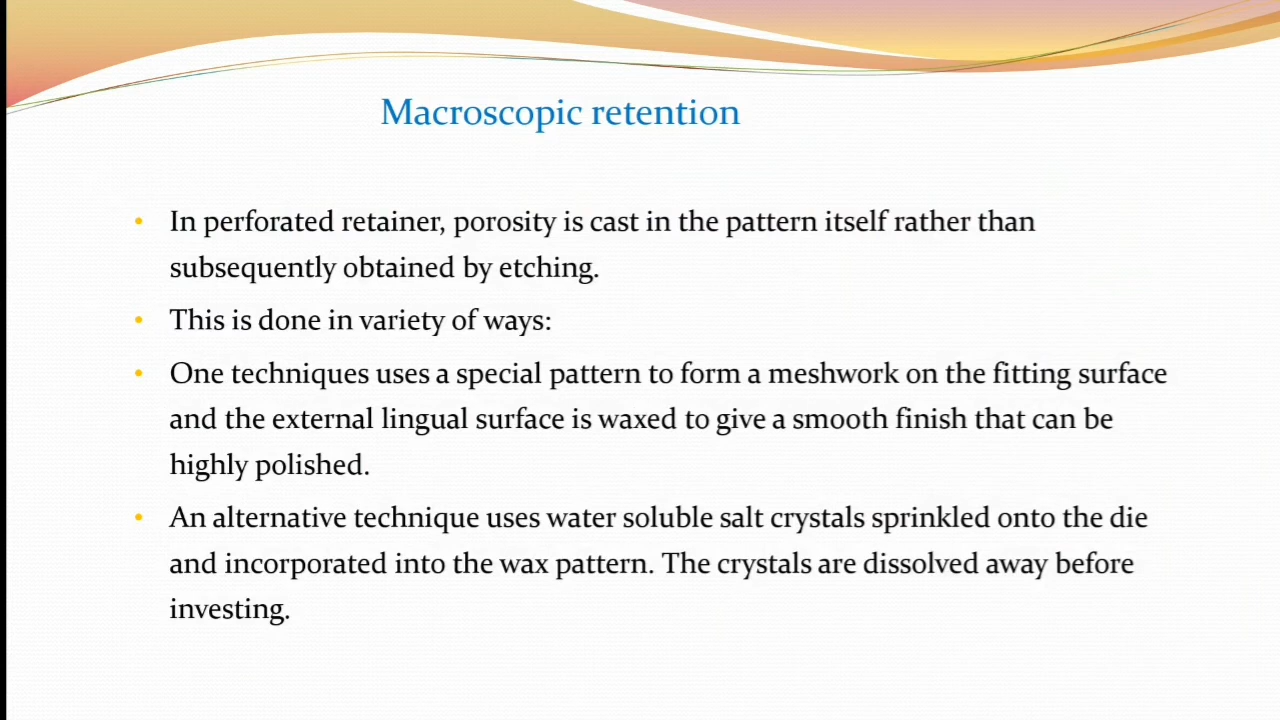 Macroscopic retention
• In perforated retainer, porosity is cast in the pattern itself rather than
subsequently obtained by etching.
• This is done in variety of ways:
• One techniques uses a special pattern to form a meshwork on the fitting surface
and the external lingual surface is waxed to give a smooth finish that can be
highly polished.
• An alternative technique uses water soluble salt crystals sprinkled onto the die
and incorporated into the wax pattern. The crystals are dissolved away before
investing.